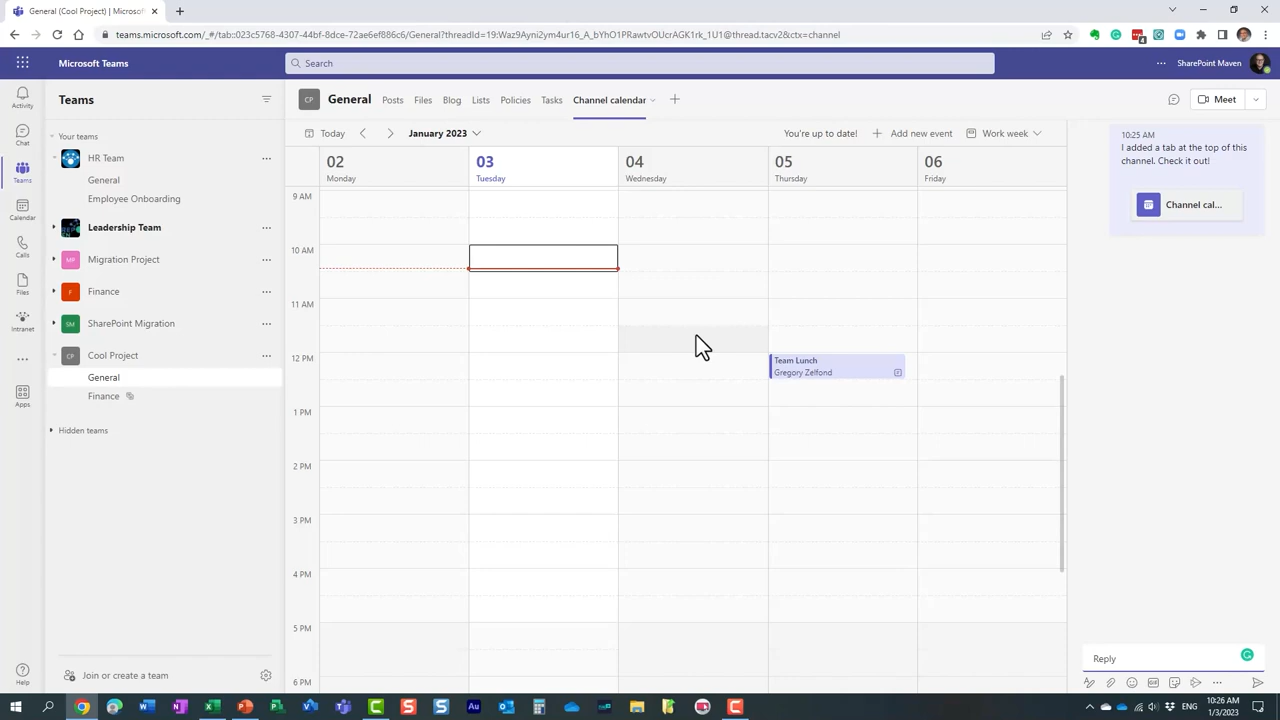 General (Cool Project) | Microsof
teams.microsoft.com/_#/tab::023c5768-4307-44bf-8dce-72ae6ef886c6/General?threadId=19:Waz9Ayni2ym4ur16_A_bYhO1PRawtvOUcrAGK1rk_1U1@thread.tacv2&ctx=channel
Microsoft Teams
Search
SharePoint Maven
Activity
Chat
Teams
Calendar
Calls
Files
Intranet
Apps
Help
Teams
Your teams
HR Team
General
Employee Onboarding
Leadership Team
MP Migration Project
F Finance
SM SharePoint Migration
CP Cool Project
General
Finance
Hidden teams
Join or create a team
CP General Posts Files Blog Lists Policies Tasks Channel calendar
Meet
Today January 2023 You're up to date! Add new event Work week
02 03 04 05 06
Monday Tuesday Wednesday Thursday Friday
9 AM
10 AM
11 AM
12 PM
1 PM
2 PM
3 PM
4 PM
5 PM
6 PM
Team Lunch
Gregory Zelfond
10:25 AM
I added a tab at the top of this
channel. Check it out!
Channel cal...
Reply
10:26 AM
1/3/2023